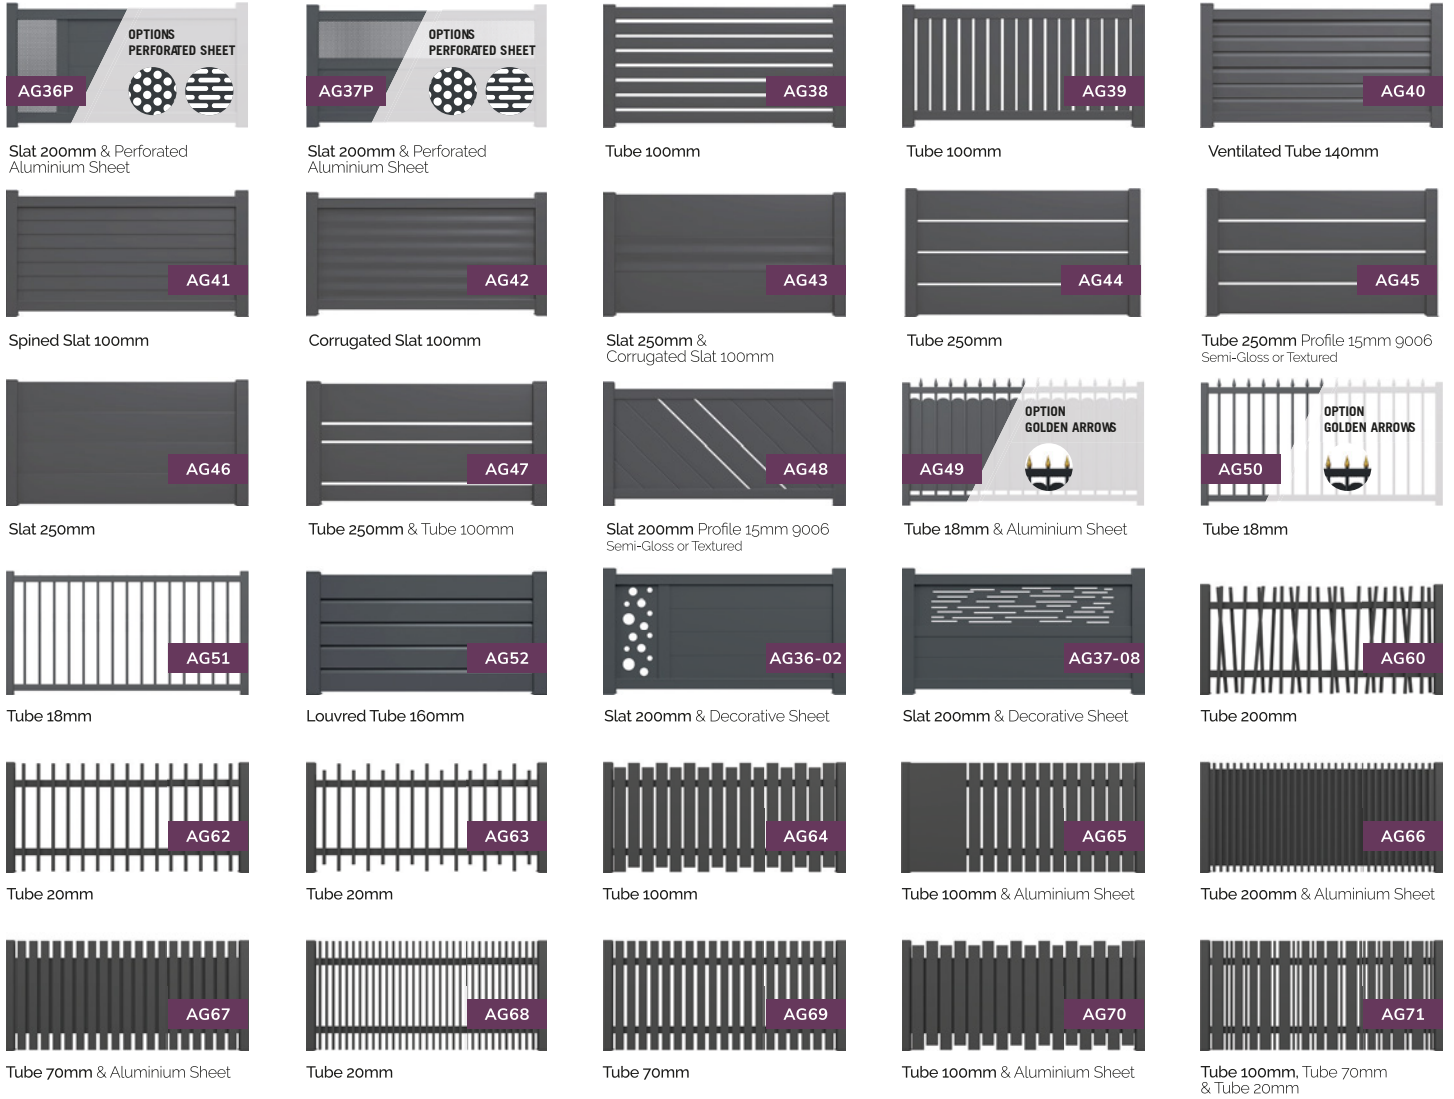 OPTIONS
PERFORATED SHEET
AG36P
Slat 200mm & Perforated
Aluminium Sheet
OPTIONS
PERFORATED SHEET
AG37P
Slat 200mm & Perforated
Aluminium Sheet
AG38
Tube 100mm
AG39
Tube 100mm
AG40
Ventilated Tube 140mm
AG41
Spined Slat 100mm
AG42
Corrugated Slat 100mm
AG43
Slat 250mm &
Corrugated Slat 100mm
AG44
Tube 250mm
AG45
Tube 250mm Profile 15mm 9006
Semi-Gloss or Textured
AG46
Slat 250mm
AG47
Tube 250mm & Tube 100mm
AG48
Slat 200mm Profile 15mm 9006
Semi-Gloss or Textured
OPTION
GOLDEN ARROWS
AG49
Tube 18mm & Aluminium Sheet
OPTION
GOLDEN ARROWS
AG50
Tube 18mm
AG51
Tube 18mm
AG52
Louvred Tube 160mm
AG36-02
Slat 200mm & Decorative Sheet
AG37-08
Slat 200mm & Decorative Sheet
AG60
Tube 200mm
AG62
Tube 20mm
AG63
Tube 20mm
AG64
Tube 100mm
AG65
Tube 100mm & Aluminium Sheet
AG66
Tube 200mm & Aluminium Sheet
AG67
Tube 70mm & Aluminium Sheet
AG68
Tube 20mm
AG69
Tube 70mm
AG70
Tube 100mm & Aluminium Sheet
AG71
Tube 100mm, Tube 70mm
& Tube 20mm